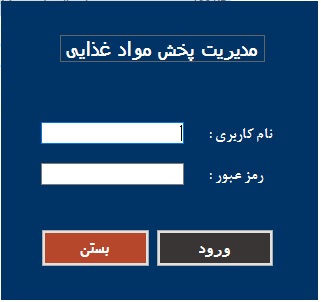 مدیریت پخش مواد غذایی
نام کاربری :
رمز عبور :
ورود
بستن